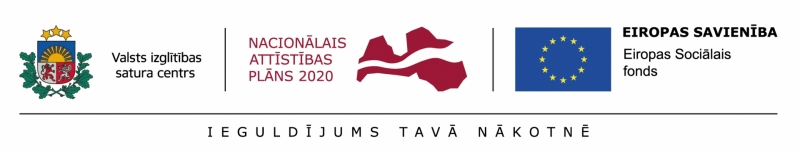 Valsts izglītības
satura centrs
NACIONĀLAIS
ATTĪSTĪBAS
PLĀNS 2020
EIROPAS SAVIENĪBA
Eiropas Sociālais
fonds
IEGULDĪJUMS TAVĀ NĀKOTNĒ